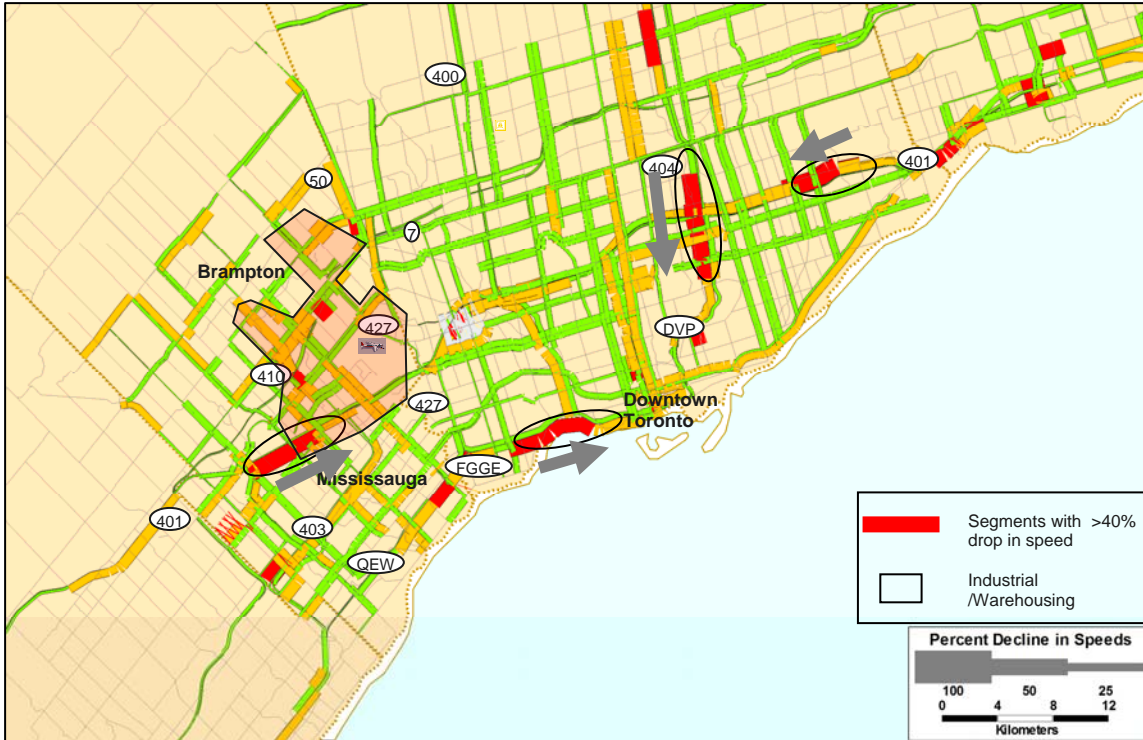 400
404
401
50
7
Brampton
427
DVP
410
427
Downtown
Toronto
FGGE
Mississauga
401
403
QEW
Segments with >40%
drop in speed
Industrial
/Warehousing
Percent Decline in Speeds
100 50 25
0 4 8 12
Kilometers